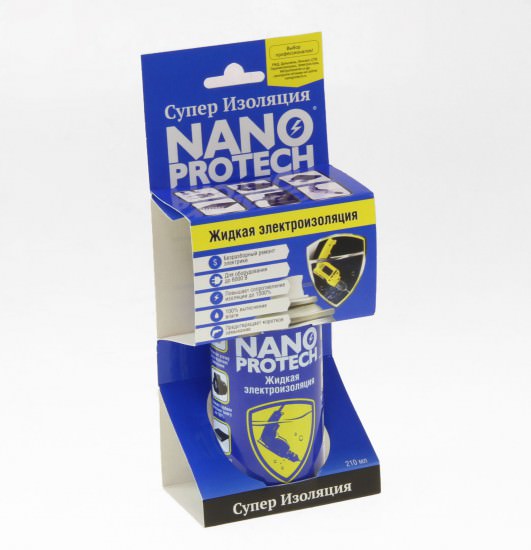 Выбор
профессионалов!
Супер Изоляция
NANO
PROTECH
Жидкая электроизоляция
Безразборный ремонт
электрики
Для оборудования
до 6000 В
Повышает сопротивление
изоляции до 1000%
100% вытеснение
влаги
Предотвращает короткое
замыкание
NANO
PROTECH
Жидкая
электроизоляция
210 мл
Супер Изоляция